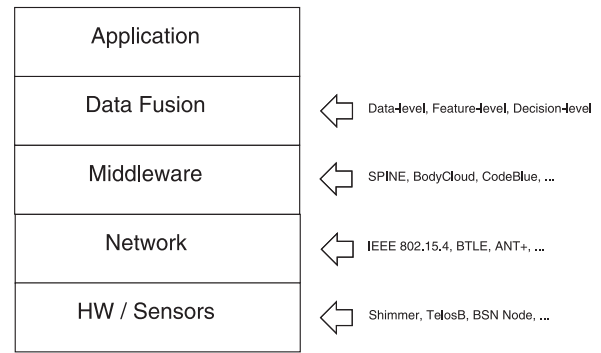 Application
Data Fusion
Data-level, Feature-level, Decision-level
Middleware
SPINE, BodyCloud, CodeBlue, ...
Network
IEEE 802.15.4, BTLE, ANT+, ...
HW / Sensors
Shimmer, TelosB, BSN Node, ...